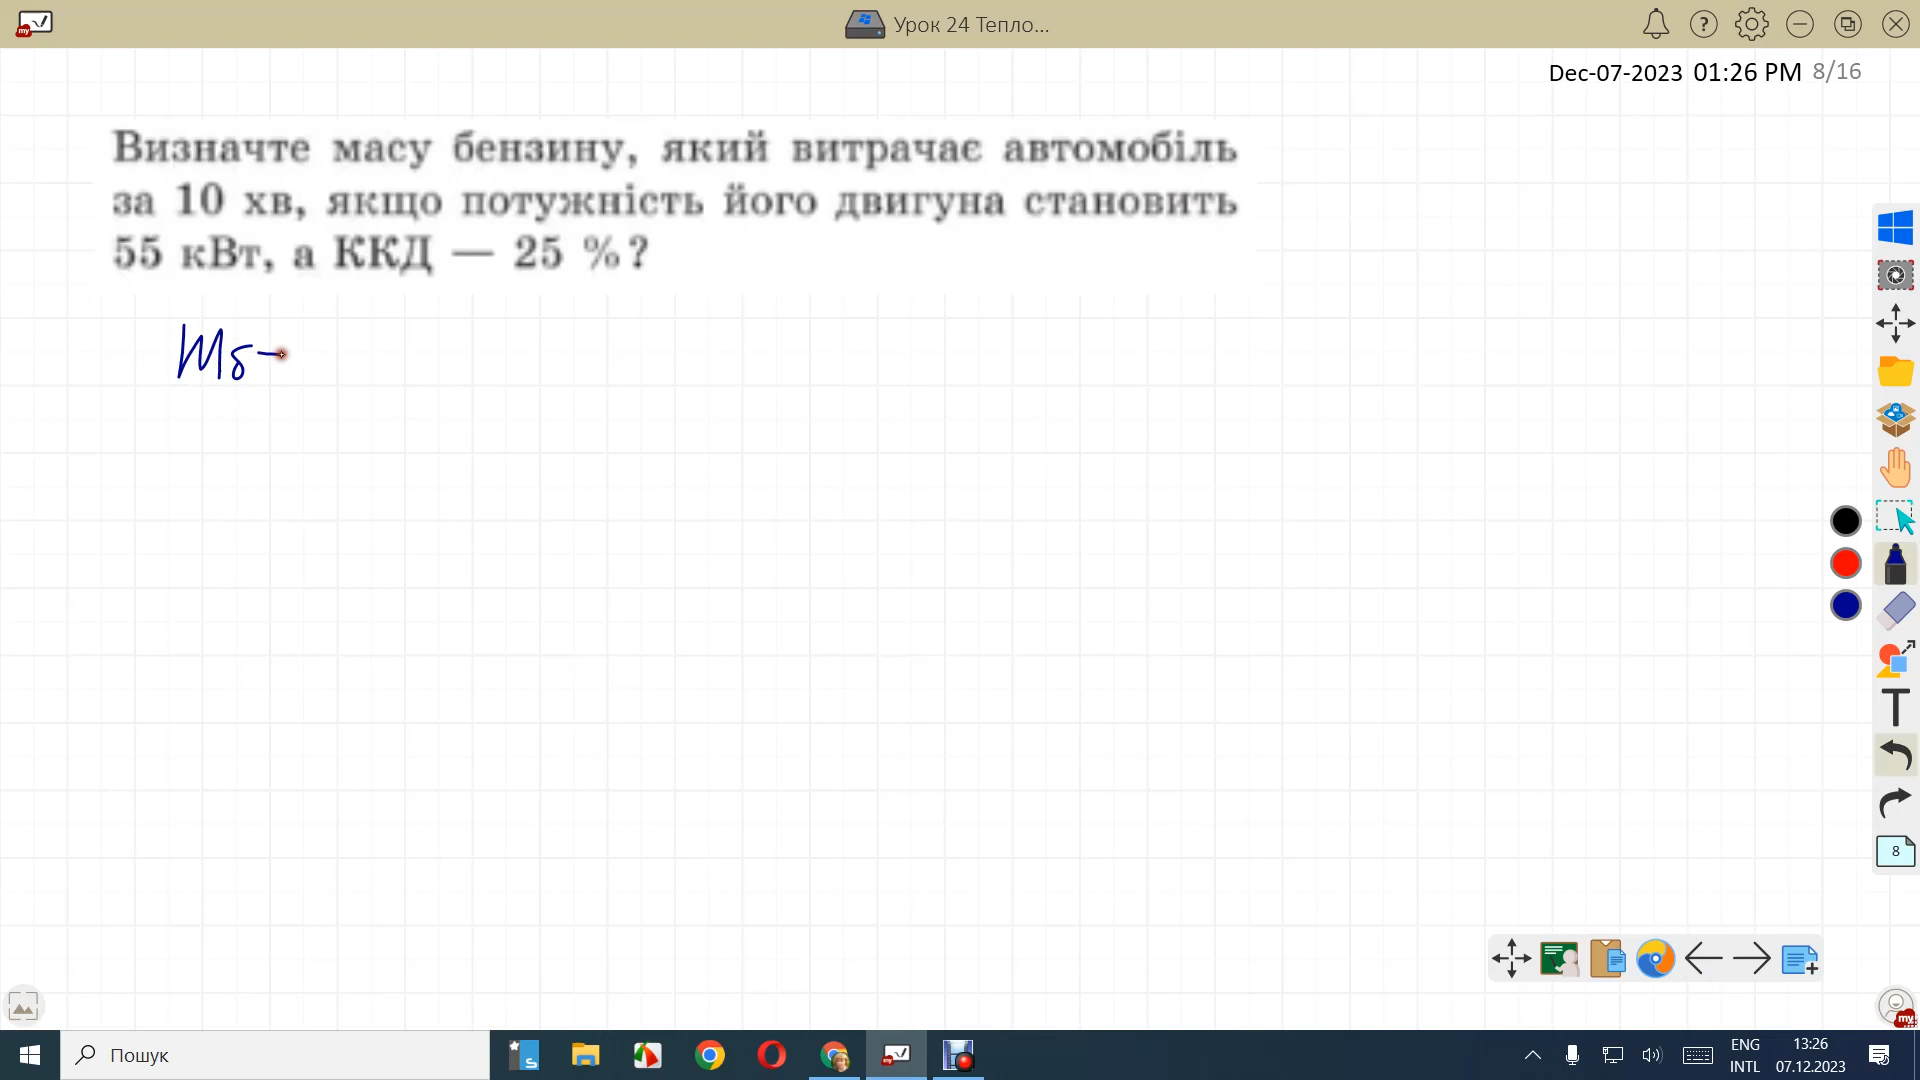 Урок 24 Тепло...
Dec-07-2023 01:26 PM 8/16
Визначте масу бензину, який витрачає автомобіль
за 10 хв, якщо потужність його двигуна становить
55 кВт, а ККД — 25 %?
mб -
8
my
Пошук
ENG
INTL
13:26
07.12.2023